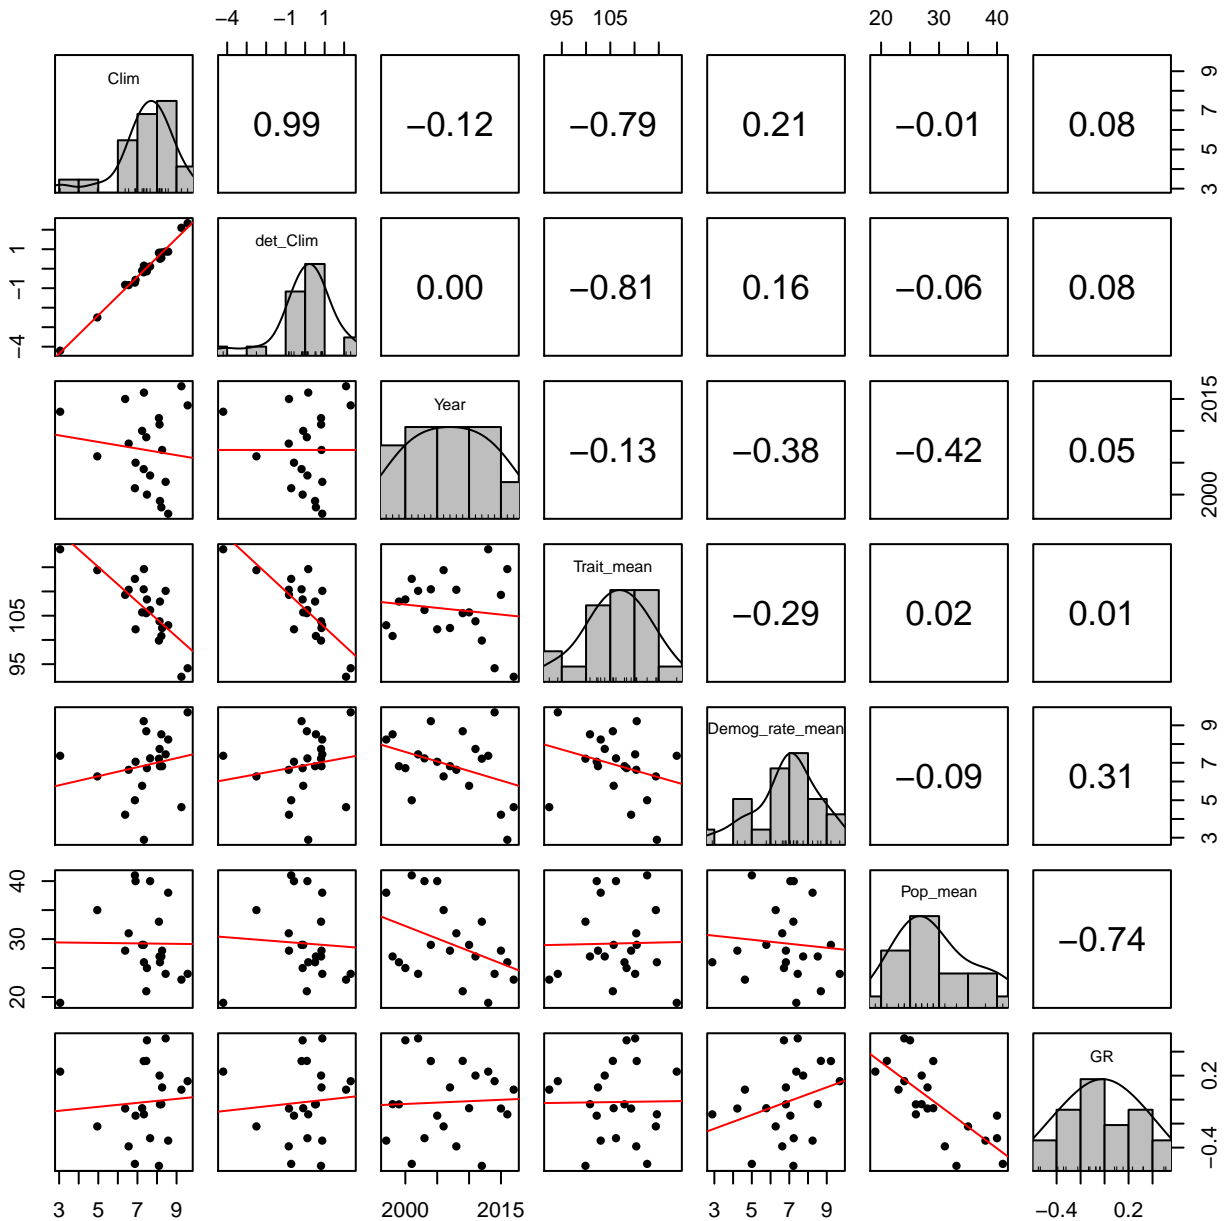 −4 −1 1 95 105 20 30 40
Clim 0.99 −0.12 −0.79 0.21 −0.01 0.08 3 5 7 9
−4 −1 1 det_Clim 0.00 −0.81 0.16 −0.06 0.08
Year −0.13 −0.38 −0.42 0.05 2000 2015
95 105 Trait_mean −0.29 0.02 0.01
Demog_rate_mean −0.09 0.31 3 5 7 9
20 30 40 Pop_mean −0.74
GR −0.4 0.2
3 5 7 9 2000 2015 3 5 7 9 −0.4 0.2